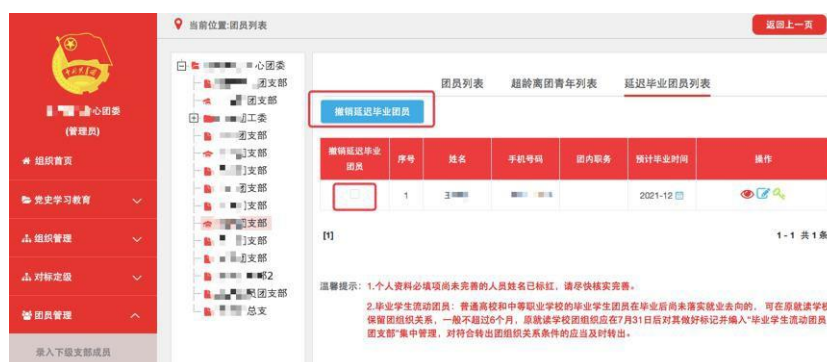 当前位置:团员列表
返回上一页
心团委
(管理员)
组织首页
党史学习教育
组织管理
对标定级
团员管理
录入下级支部成员
心团委
团支部
团支部
工委
团支部
支部
支部
支部
支部
支部
支部
支部
2
团支部
总支
团员列表
超龄离团青年列表
延迟毕业团员列表
撤销延迟毕业团员
撤销延迟毕业团员 序号 姓名 手机号码 团内职务 预计毕业时间 操作
1 2021-12
[1]
1-1 共1条
温馨提示：1.个人资料必填项尚未完善的人员姓名已标红，请尽快核实完善。
2.毕业学生流动团员：普通高校和中等职业学校的毕业学生团员在毕业后尚未落实就业去向的，可在原就读学校
保留团组织关系，一般不超过6个月，原就读学校团组织应在7月31日后对其做好标记并编入"毕业学生流动团员
团支部"集中管理，对符合转出团组织关系条件的应当及时转出。